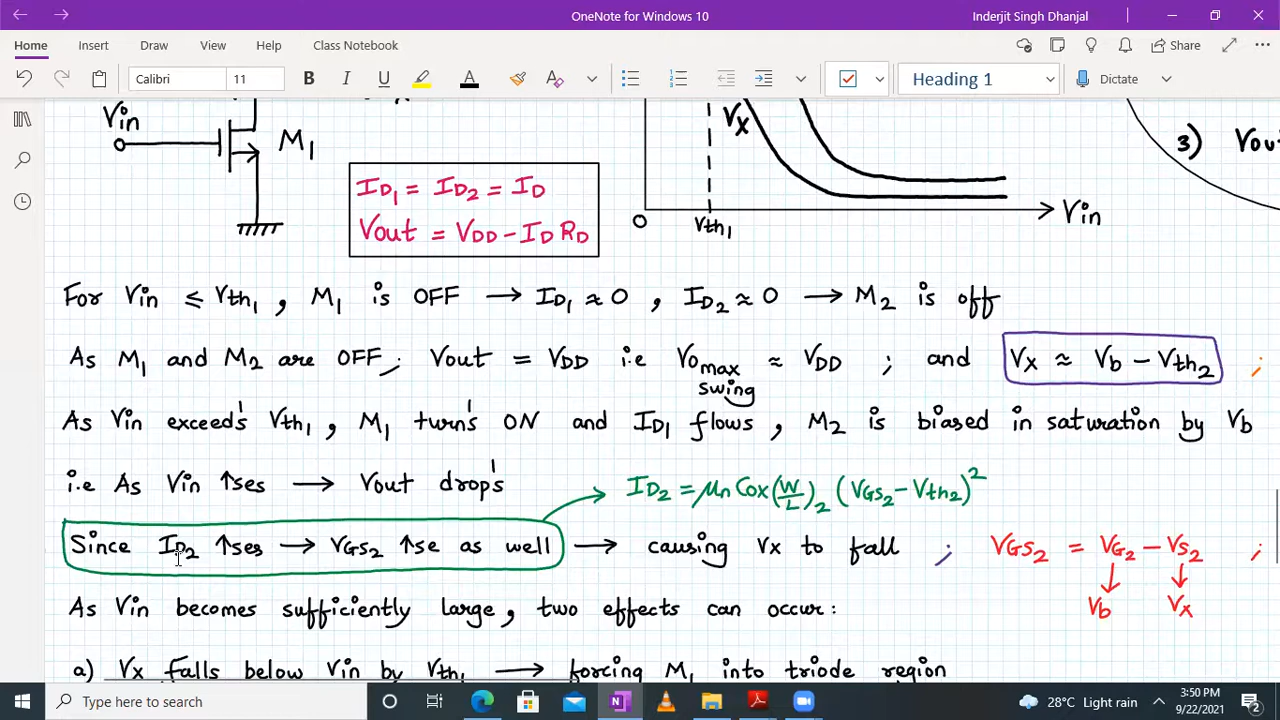 OneNote for Windows 10
Inderjit Singh Dhanjal
Home Insert Draw View Help Class Notebook
Share
Calibri 11 B I U A Heading 1 Dictate
Vin
M1
ID1 = ID2 = ID
Vout = VDD - ID RD
Vx
0 Vth1 Vin
3) Vou
For Vin ≤ Vth1, M1 is OFF → ID1 ≈ 0, ID2 ≈ 0 → M2 is off
As M1 and M2 are OFF; Vout = VDD i.e Vomax swing ≈ VDD ; and Vx ≈ Vb - Vth2 ;
As Vin exceed's Vth1, M1 turn's ON and ID1 flows, M2 is biased in saturation by Vb
i.e As Vin ↑ses → Vout drop's
ID2 = μn Cox (W/L)2 (VGS2 - Vth2)²
Since ID2 ↑ses → VGS2 ↑se as well → causing Vx to fall ; VGS2 = VG2 - VS2 ;
↓ ↓
Vb Vx
As Vin becomes sufficiently large, two effects can occur:
a) Vx falls below Vin by Vth1 → forcing M1 into triode region
Type here to search
28°C Light rain
3:50 PM
9/22/2021
2